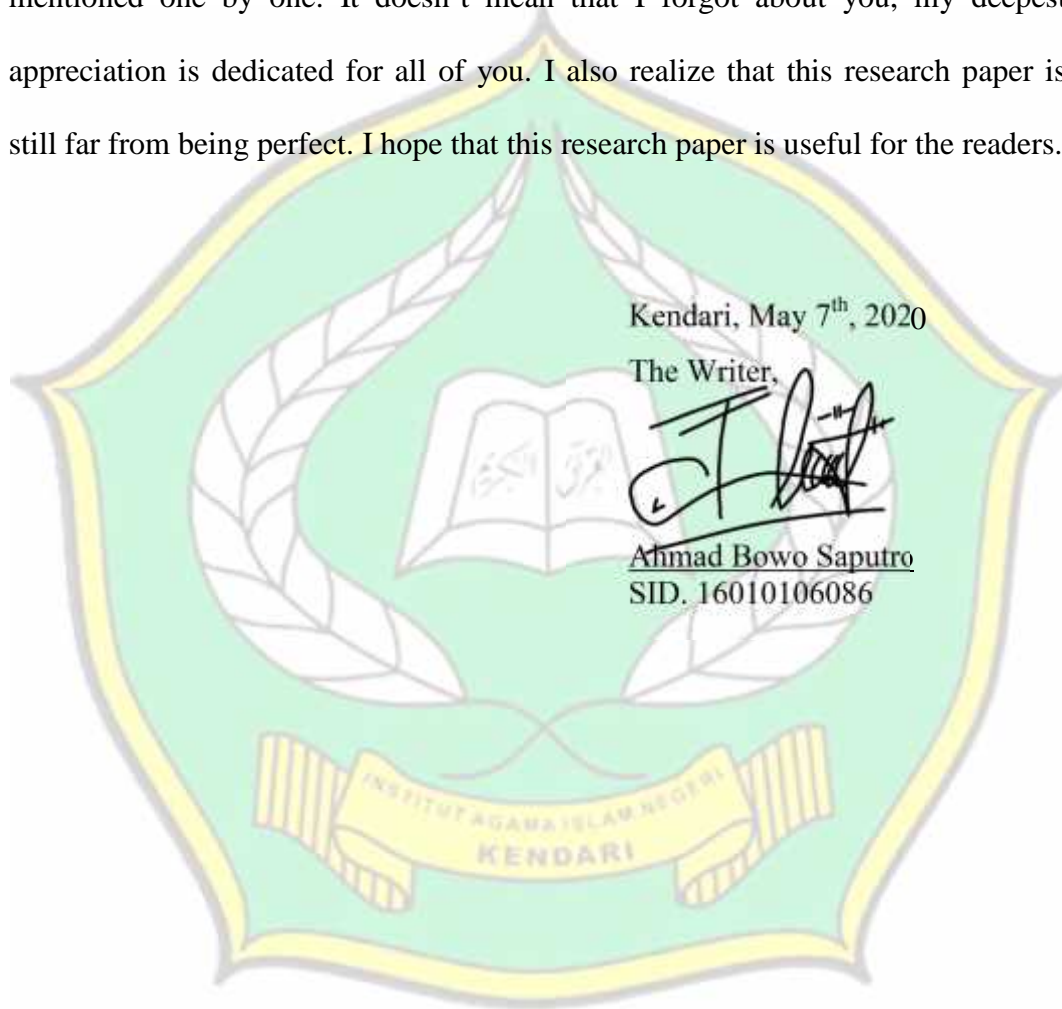 mentioned one by one. It doesn't mean that I forgot about you, my deepest
appreciation is dedicated for all of you. I also realize that this research paper is
still far from being perfect. I hope that this research paper is useful for the readers.
Kendari, May 7th, 2020
The Writer,
Ahmad Bowo Saputro
SID. 16010106086
INSTITUT AGAMA ISLAM NEGERI
KENDARI